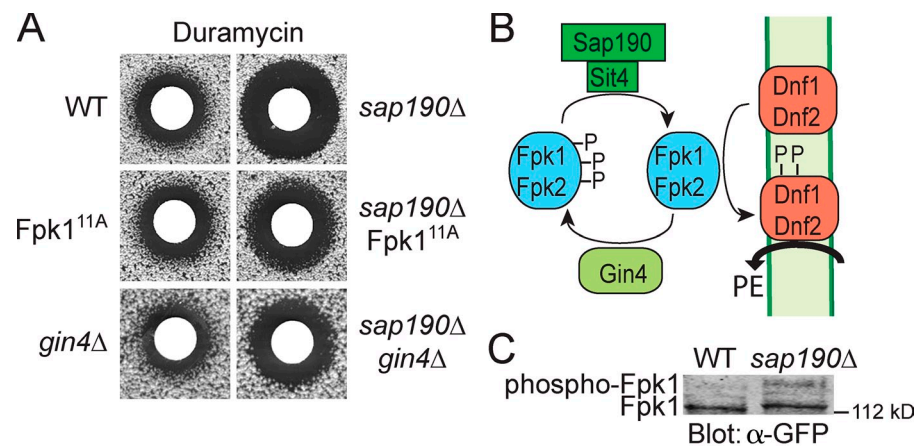 A
Duramycin
WT
sap190Δ
Fpk1¹¹ᴬ
sap190Δ
Fpk1¹¹ᴬ
gin4Δ
sap190Δ
gin4Δ
B
Sap190
Sit4
Fpk1
Fpk2
P
P
P
Fpk1
Fpk2
Gin4
Dnf1
Dnf2
P P
Dnf1
Dnf2
PE
C
WT sap190Δ
phospho-Fpk1
Fpk1
112 kD
Blot: α-GFP